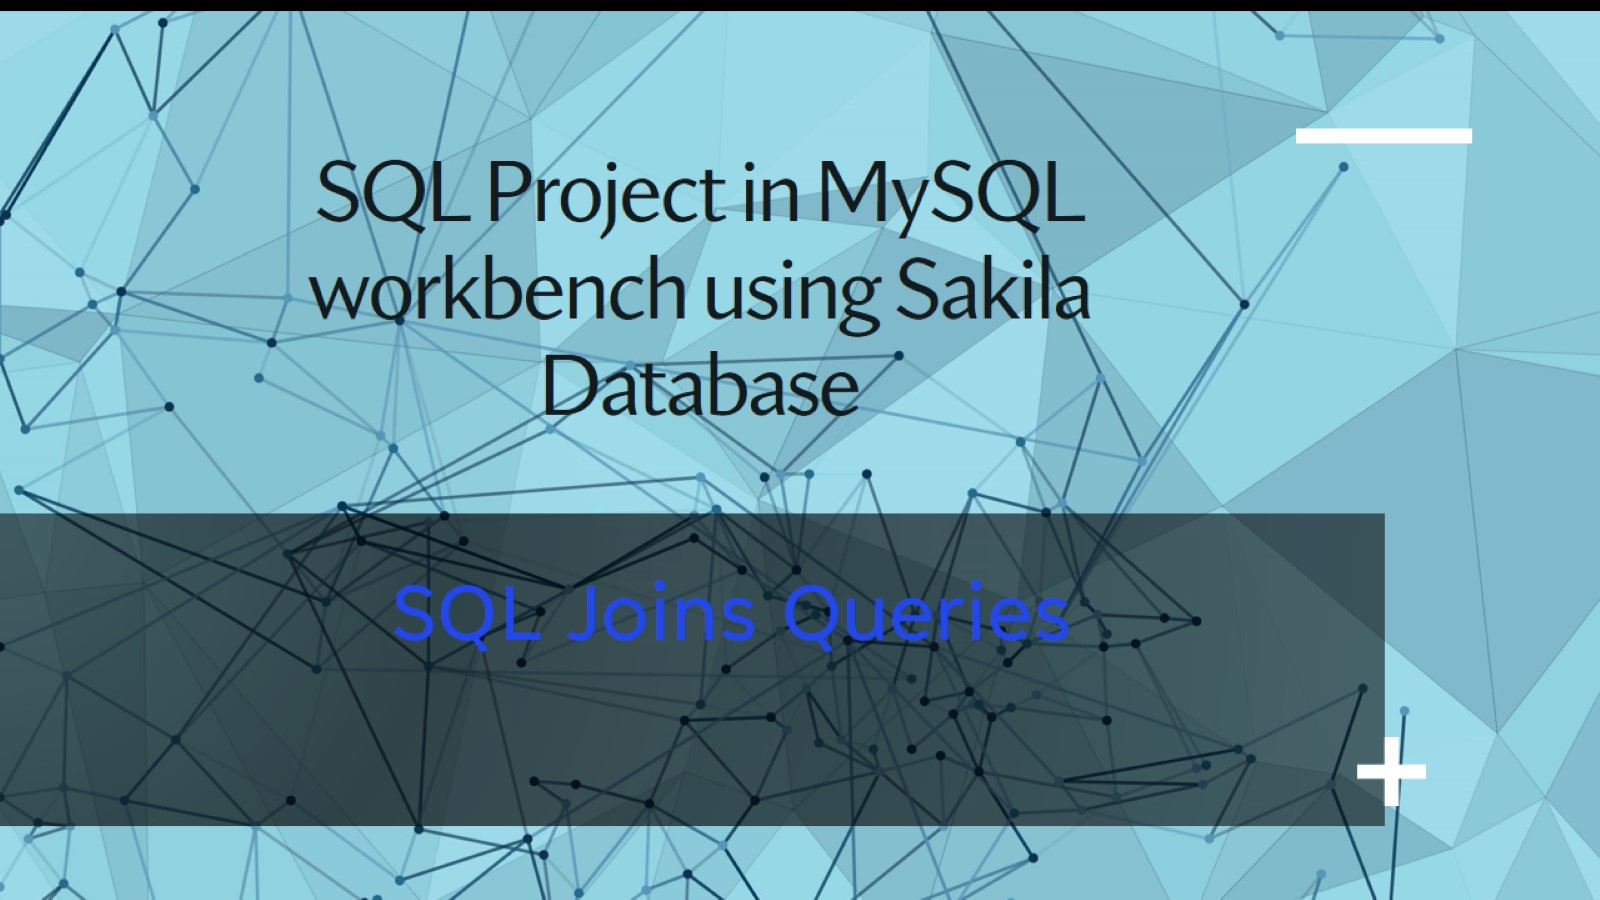 SQL Project in MySQL
workbench using Sakila
Database
SQL Joins Queries